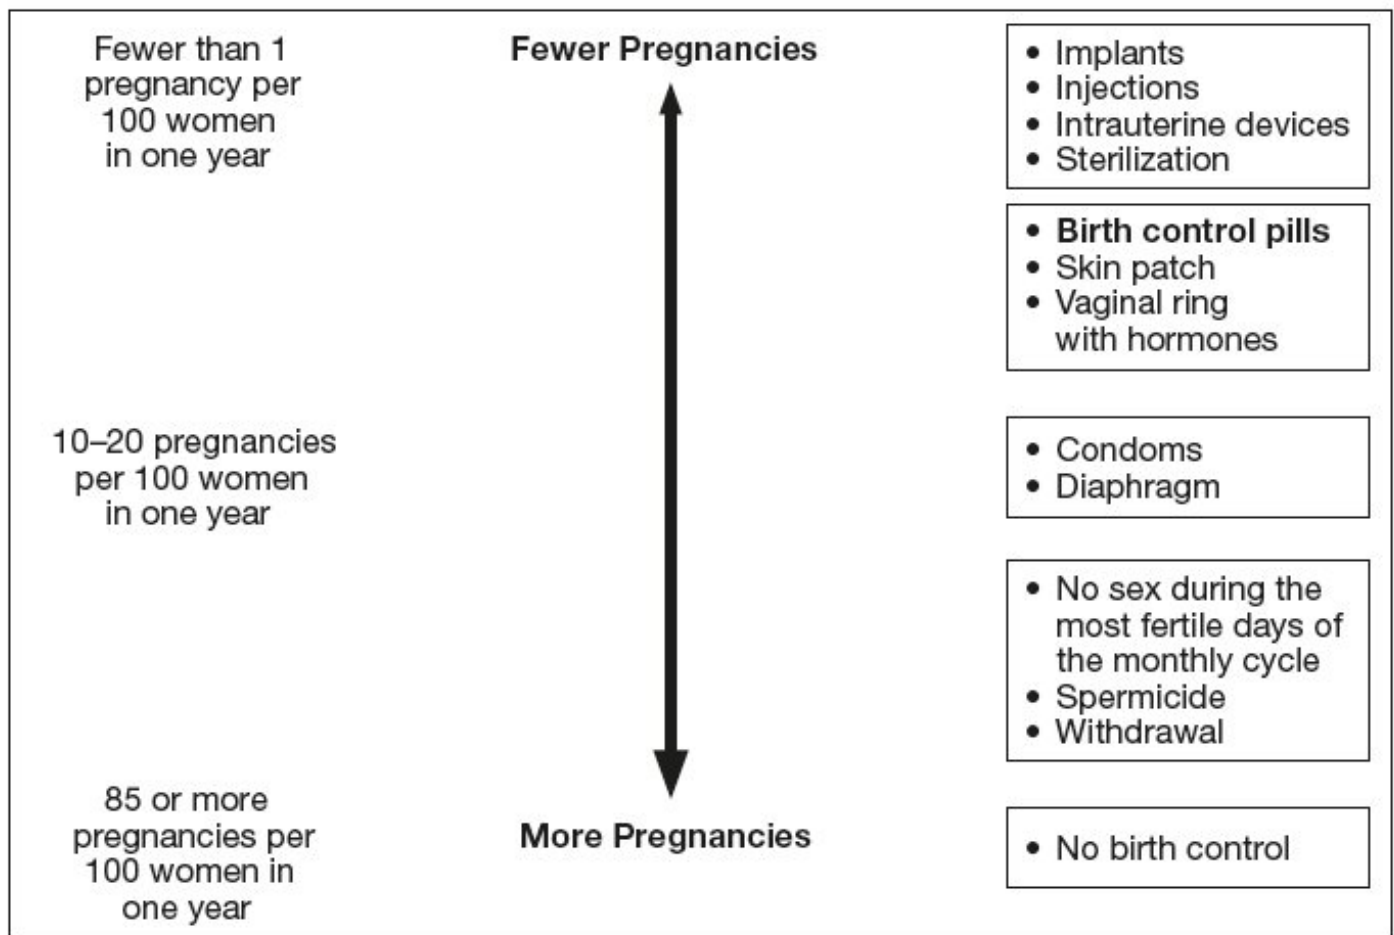 Fewer than 1
pregnancy per
100 women
in one year
Fewer Pregnancies
• Implants
• Injections
• Intrauterine devices
• Sterilization
• Birth control pills
• Skin patch
• Vaginal ring
with hormones
10–20 pregnancies
per 100 women
in one year
• Condoms
• Diaphragm
• No sex during the
most fertile days of
the monthly cycle
• Spermicide
• Withdrawal
85 or more
pregnancies per
100 women in
one year
More Pregnancies
• No birth control